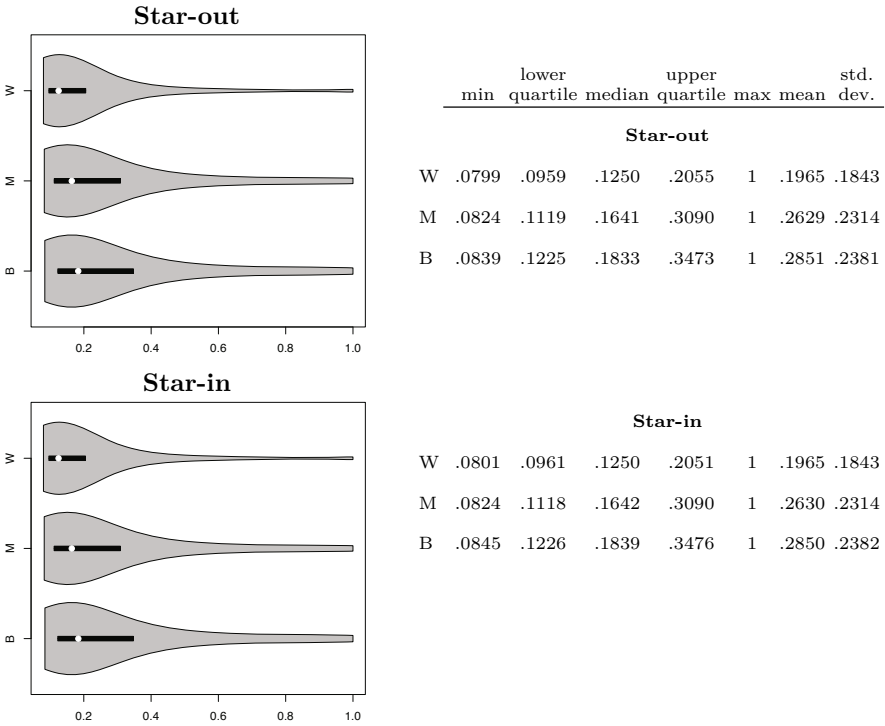 Star-out
W
M
B
0.2 0.4 0.6 0.8 1.0
lower upper std.
min quartile median quartile max mean dev.
Star-out
W .0799 .0959 .1250 .2055 1 .1965 .1843
M .0824 .1119 .1641 .3090 1 .2629 .2314
B .0839 .1225 .1833 .3473 1 .2851 .2381
Star-in
W
M
B
0.2 0.4 0.6 0.8 1.0
Star-in
W .0801 .0961 .1250 .2051 1 .1965 .1843
M .0824 .1118 .1642 .3090 1 .2630 .2314
B .0845 .1226 .1839 .3476 1 .2850 .2382